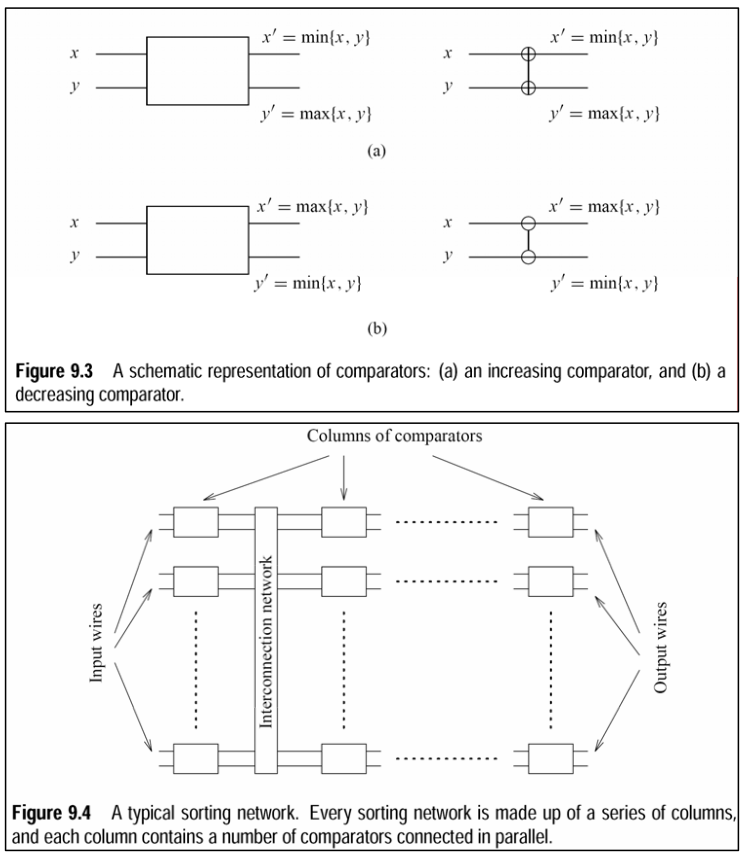 x x′ = min{x, y} x x′ = min{x, y}
y y′ = max{x, y} y y′ = max{x, y}
(a)
x x′ = max{x, y} x x′ = max{x, y}
y y′ = min{x, y} y y′ = min{x, y}
(b)
Figure 9.3 A schematic representation of comparators: (a) an increasing comparator, and (b) a
decreasing comparator.
Columns of comparators
Input wires
Interconnection network
Output wires
Figure 9.4 A typical sorting network. Every sorting network is made up of a series of columns,
and each column contains a number of comparators connected in parallel.